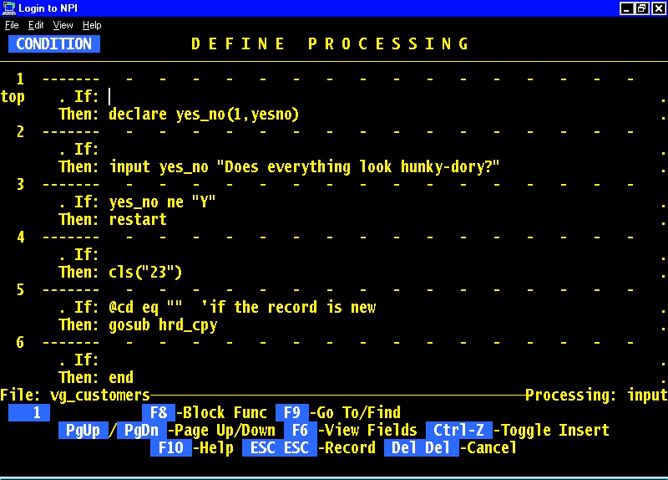 Login to NPI
File Edit View Help
CONDITION DEFINE PROCESSING
1 ------- - - - - - - - - - - - - - - - - -
top . If: .
Then: declare yes_no(1,yesno) .
2 ------- - - - - - - - - - - - - - - - - -
. If: .
Then: input yes_no "Does everything look hunky-dory?" .
3 ------- - - - - - - - - - - - - - - - - -
. If: yes_no ne "Y" .
Then: restart .
4 ------- - - - - - - - - - - - - - - - - -
. If: .
Then: cls("23") .
5 ------- - - - - - - - - - - - - - - - - -
. If: @cd eq "" 'if the record is new .
Then: gosub hrd_cpy .
6 ------- - - - - - - - - - - - - - - - - -
. If: .
Then: end .
File: vg_customers Processing: input
1 F8 -Block Func F9 -Go To/Find
PgUp / PgDn -Page Up/Down F6 -View Fields Ctrl-Z -Toggle Insert
F10 -Help ESC ESC -Record Del Del -Cancel